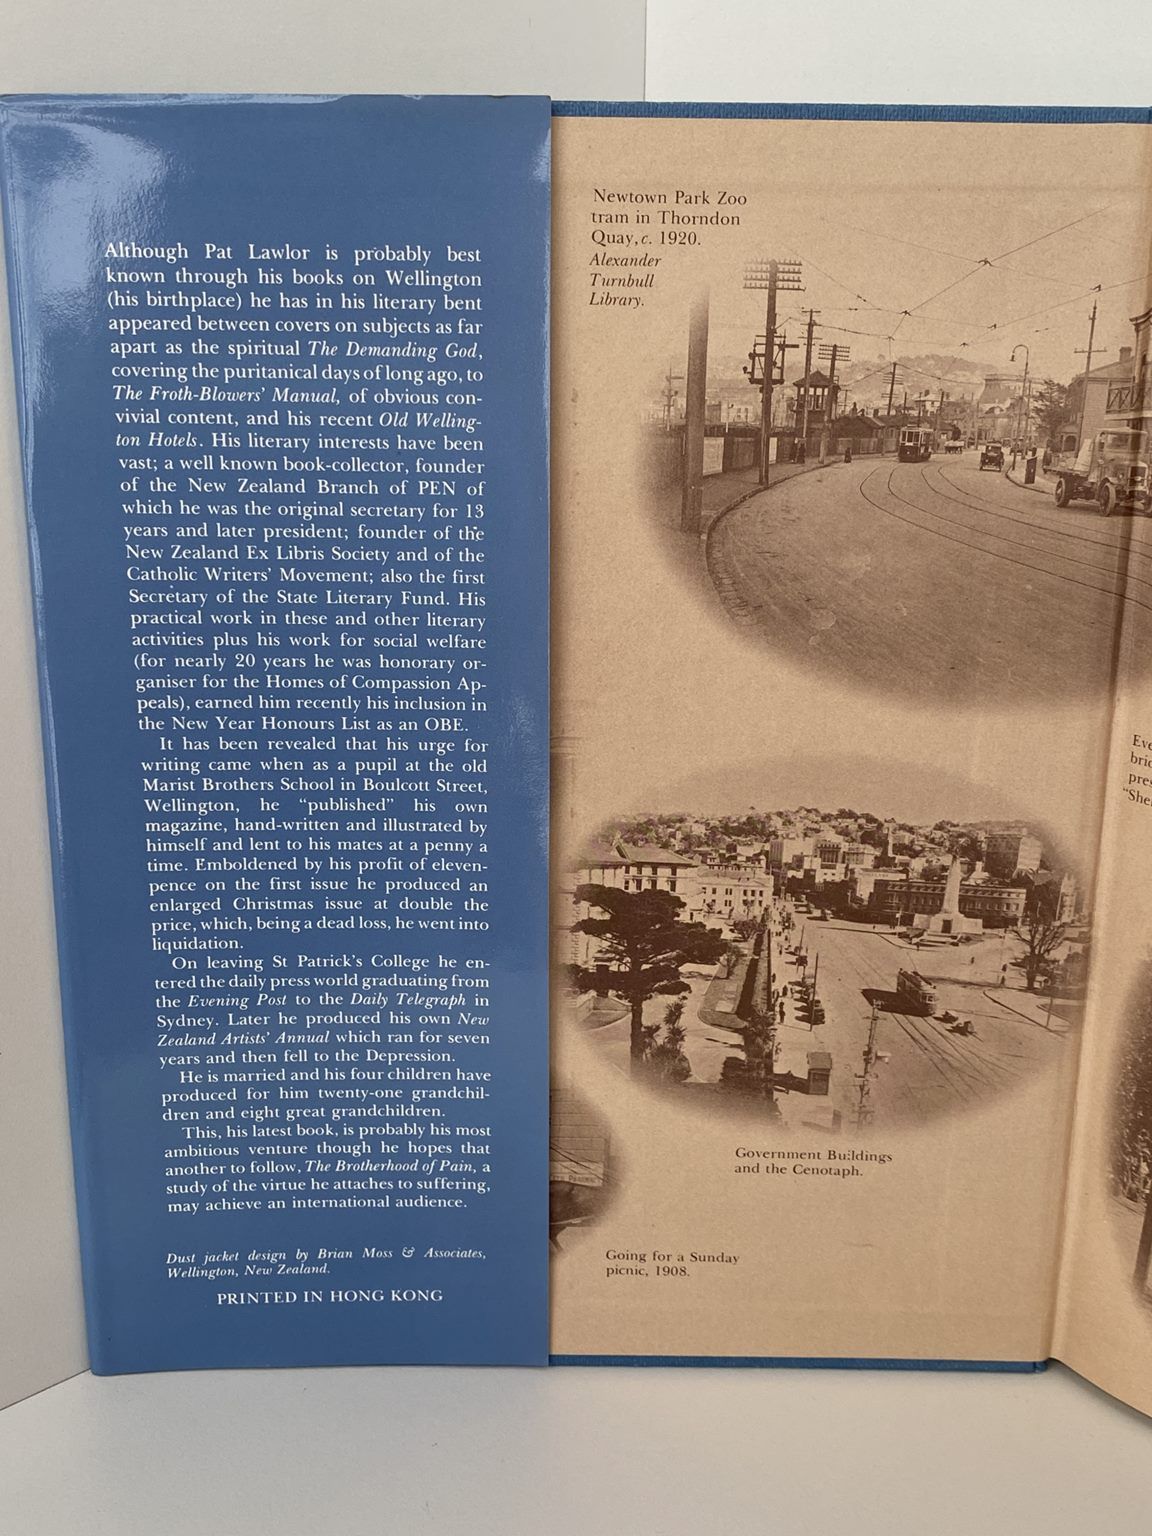 Although Pat Lawlor is probably best
known through his books on Wellington
(his birthplace) he has in his literary bent
appeared between covers on subjects as far
apart as the spiritual The Demanding God,
covering the puritanical days of long ago, to
The Froth-Blowers' Manual, of obvious con-
vivial content, and his recent Old Welling-
ton Hotels. His literary interests have been
vast; a well known book-collector, founder
of the New Zealand Branch of PEN of
which he was the original secretary for 13
years and later president; founder of the
New Zealand Ex Libris Society and of the
Catholic Writers' Movement; also the first
Secretary of the State Literary Fund. His
practical work in these and other literary
activities plus his work for social welfare
(for nearly 20 years he was honorary or-
ganiser for the Homes of Compassion Ap-
peals), earned him recently his inclusion in
the New Year Honours List as an OBE.
It has been revealed that his urge for
writing came when as a pupil at the old
Marist Brothers School in Boulcott Street,
Wellington, he "published" his own
magazine, hand-written and illustrated by
himself and lent to his mates at a penny a
time. Emboldened by his profit of eleven-
pence on the first issue he produced an
enlarged Christmas issue at double the
price, which, being a dead loss, he went into
liquidation.
On leaving St Patrick's College he en-
tered the daily press world graduating from
the Evening Post to the Daily Telegraph in
Sydney. Later he produced his own New
Zealand Artists' Annual which ran for seven
years and then fell to the Depression.
He is married and his four children have
produced for him twenty-one grandchil-
dren and eight great grandchildren.
This, his latest book, is probably his most
ambitious venture though he hopes that
another to follow, The Brotherhood of Pain, a
study of the virtue he attaches to suffering,
may achieve an international audience.
Dust jacket design by Brian Moss & Associates,
Wellington, New Zealand.
PRINTED IN HONG KONG
Newtown Park Zoo
tram in Thorndon
Quay, c. 1920.
Alexander
Turnbull
Library.
Government Buildings
and the Cenotaph.
Going for a Sunday
picnic, 1908.